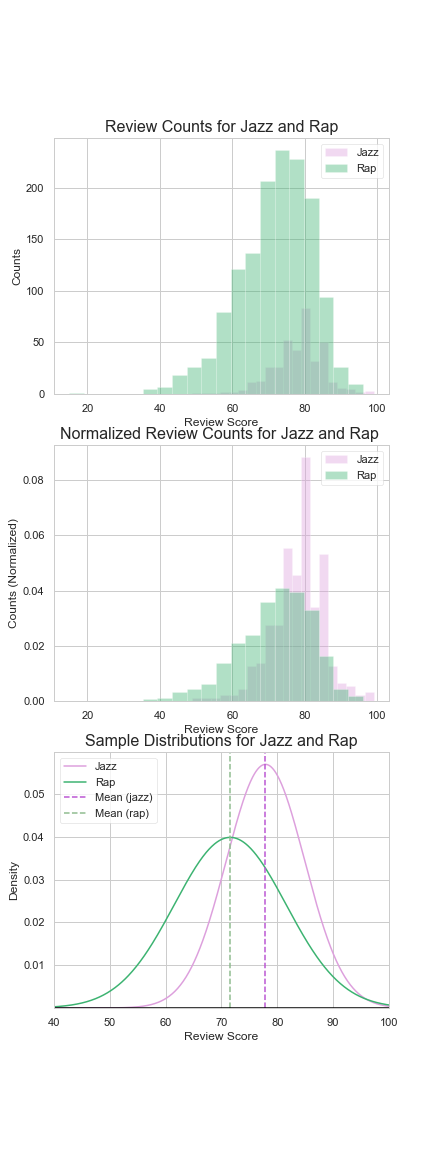 Review Counts for Jazz and Rap
Jazz
Rap
200
150
100
50
0
Counts
20 40 60 80 100
Review Score
Normalized Review Counts for Jazz and Rap
Jazz
Rap
0.08
0.06
0.04
0.02
0.00
Counts (Normalized)
20 40 60 80 100
Review Score
Sample Distributions for Jazz and Rap
Jazz
Rap
Mean (jazz)
Mean (rap)
0.05
0.04
0.03
0.02
0.01
Density
40 50 60 70 80 90 100
Review Score